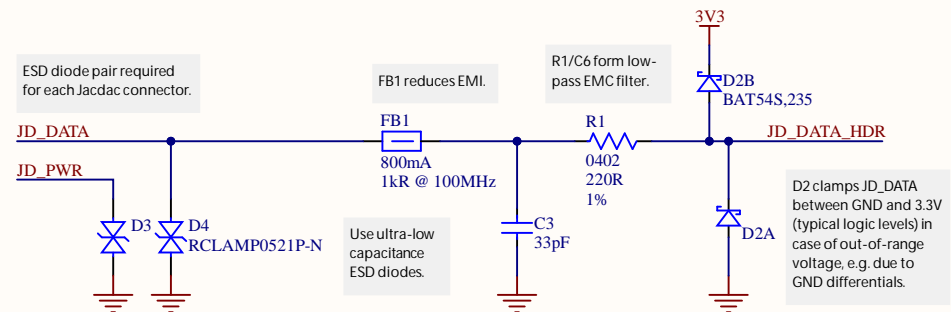 3V3
ESD diode pair required
for each Jacdac connector.
FB1 reduces EMI.
R1/C6 form low-
pass EMC filter.
D2B
BAT54S,235
JD_DATA
FB1
800mA
1kR @ 100MHz
R1
0402
220R
1%
JD_DATA_HDR
JD_PWR
D3
D4
RCLAMP0521P-N
Use ultra-low
capacitance
ESD diodes.
C3
33pF
D2A
D2 clamps JD_DATA
between GND and 3.3V
(typical logic levels) in
case of out-of-range
voltage, e.g. due to
GND differentials.